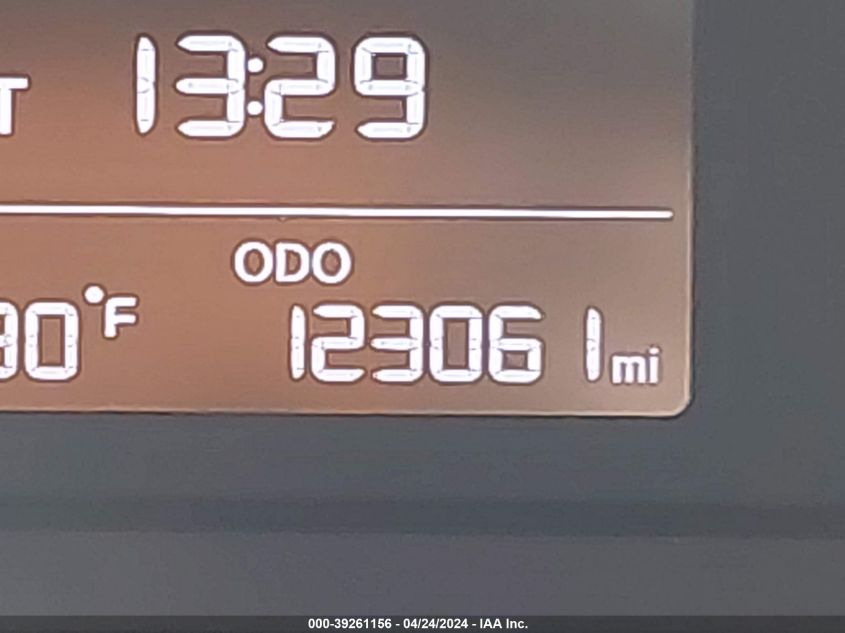 T 13:29
ODO
°F
123061 mi
000-39261156 - 04/24/2024 - IAA Inc.